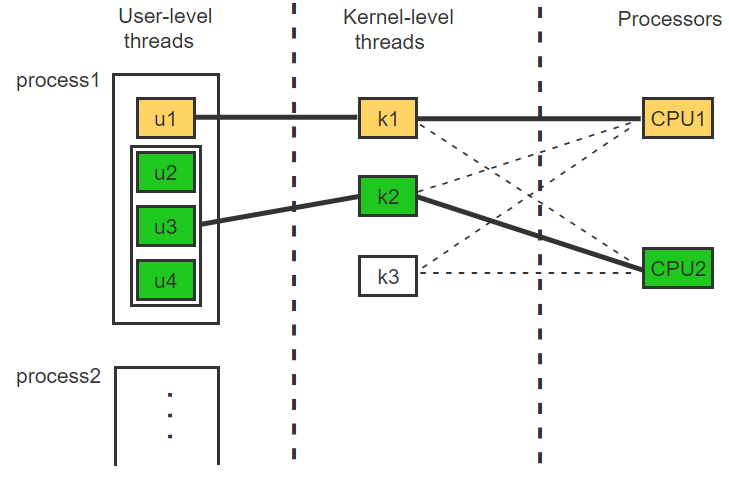 User-level
threads
Kernel-level
threads
Processors
process1
u1
k1
CPU1
u2
k2
u3
u4
k3
CPU2
process2